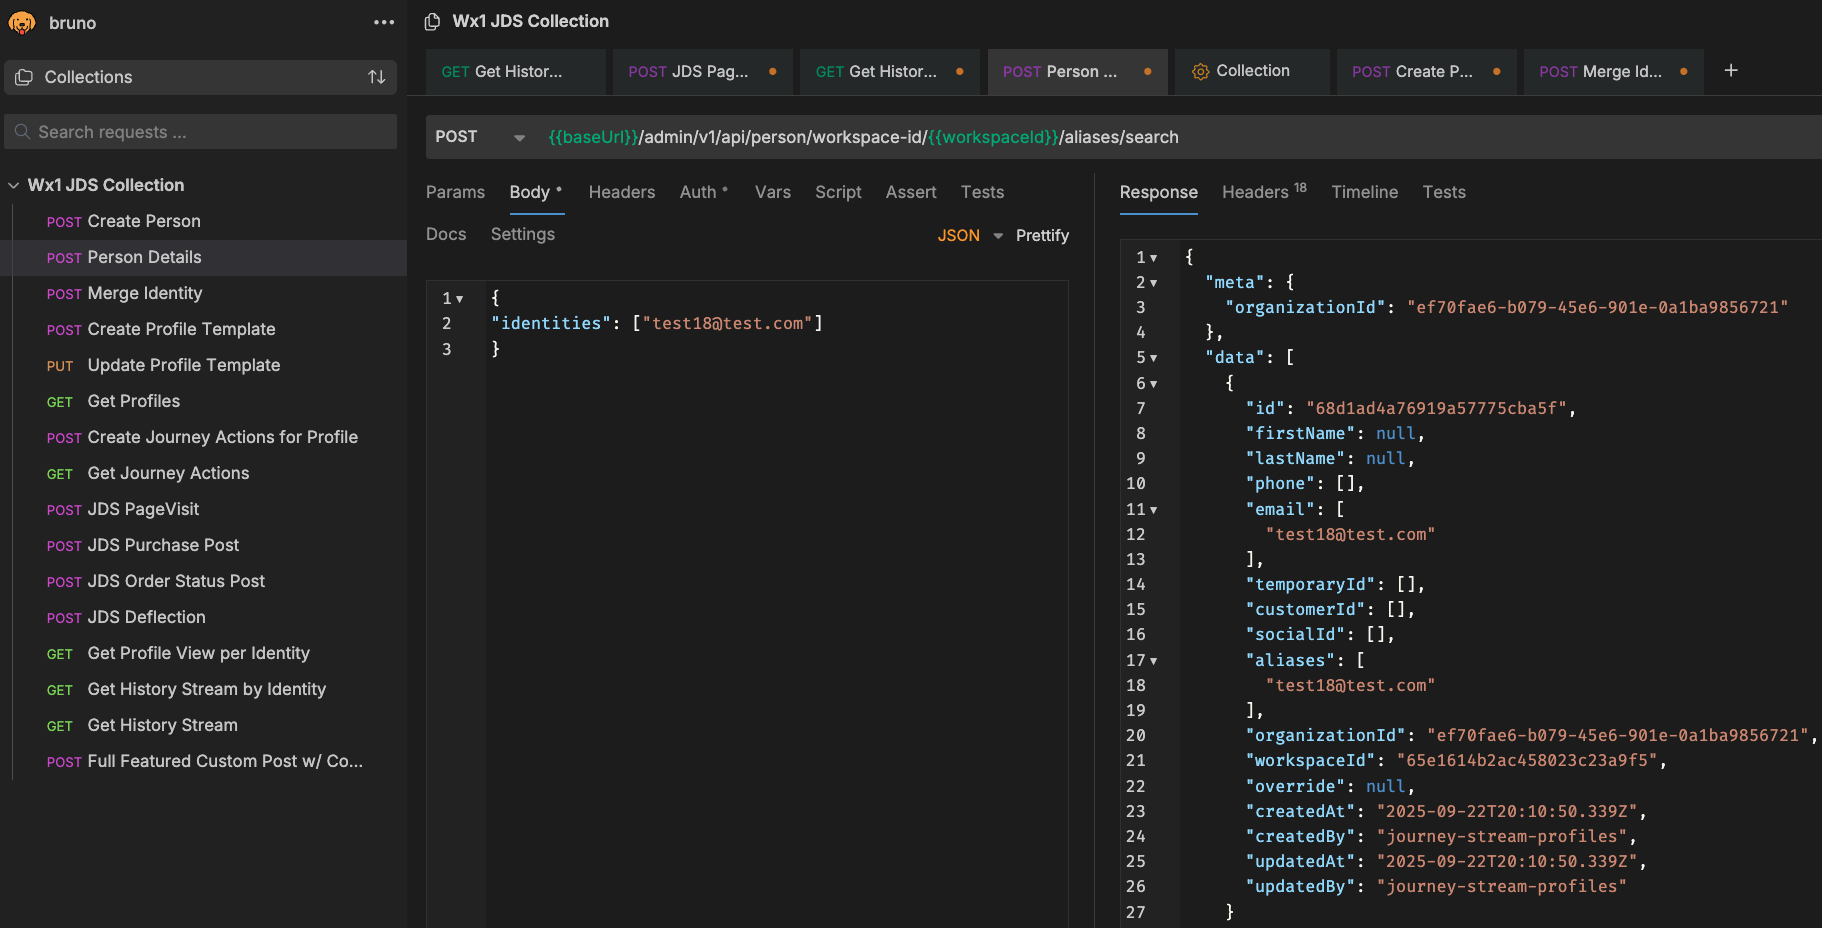 bruno
Collections
Search requests ...
Wx1 JDS Collection
POST Create Person
POST Person Details
POST Merge Identity
POST Create Profile Template
PUT Update Profile Template
GET Get Profiles
POST Create Journey Actions for Profile
GET Get Journey Actions
POST JDS PageVisit
POST JDS Purchase Post
POST JDS Order Status Post
POST JDS Deflection
GET Get Profile View per Identity
GET Get History Stream by Identity
GET Get History Stream
POST Full Featured Custom Post w/ Co...
Wx1 JDS Collection
GET Get Histor...
POST JDS Pag...
GET Get Histor...
POST Person ...
Collection
POST Create P...
POST Merge Id...
+
POST {{baseUrl}}/admin/v1/api/person/workspace-id/{{workspaceId}}/aliases/search
Params Body Headers Auth Vars Script Assert Tests
Docs Settings JSON Prettify
1 {
2 "identities": ["test18@test.com"]
3 }
Response Headers 18 Timeline Tests
1 {
2 "meta": {
3 "organizationId": "ef70fae6-b079-45e6-901e-0a1ba9856721"
4 },
5 "data": [
6 {
7 "id": "68d1ad4a76919a57775cba5f",
8 "firstName": null,
9 "lastName": null,
10 "phone": [],
11 "email": [
12 "test18@test.com"
13 ],
14 "temporaryId": [],
15 "customerId": [],
16 "socialId": [],
17 "aliases": [
18 "test18@test.com"
19 ],
20 "organizationId": "ef70fae6-b079-45e6-901e-0a1ba9856721",
21 "workspaceId": "65e1614b2ac458023c23a9f5",
22 "override": null,
23 "createdAt": "2025-09-22T20:10:50.339Z",
24 "createdBy": "journey-stream-profiles",
25 "updatedAt": "2025-09-22T20:10:50.339Z",
26 "updatedBy": "journey-stream-profiles"
27 }